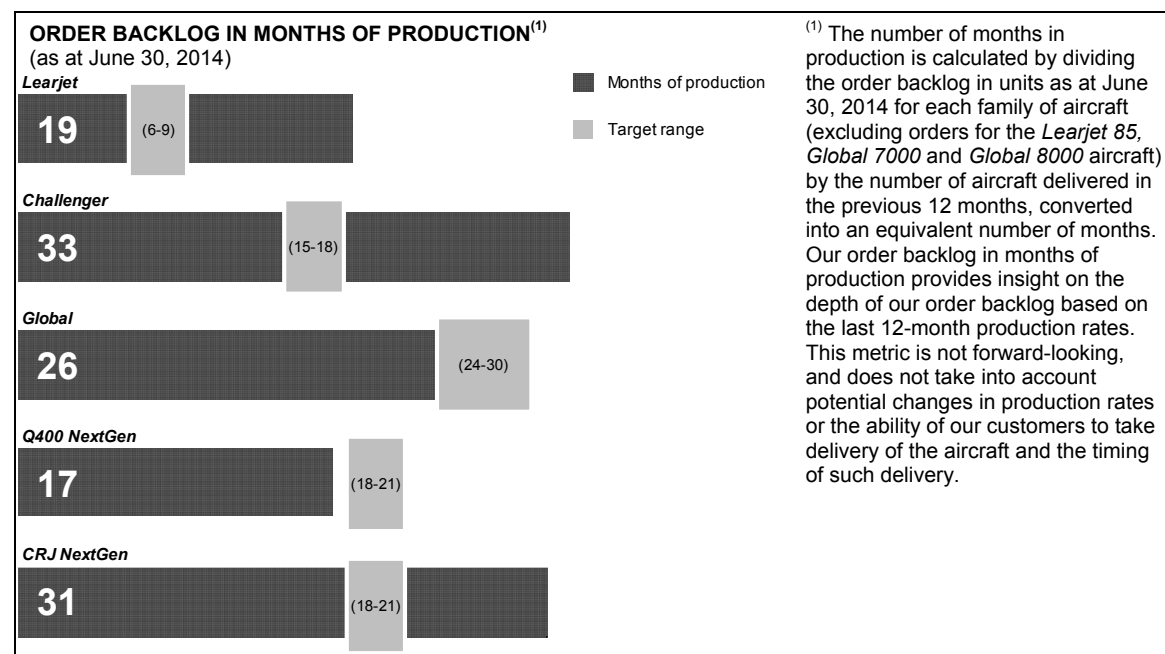 ORDER BACKLOG IN MONTHS OF PRODUCTION(1)
(as at June 30, 2014)
Learjet
19
(6-9)
Challenger
33
(15-18)
Global
26
(24-30)
Q400 NextGen
17
(18-21)
CRJ NextGen
31
(18-21)
Months of production
Target range
(1) The number of months in
production is calculated by dividing
the order backlog in units as at June
30, 2014 for each family of aircraft
(excluding orders for the Learjet 85,
Global 7000 and Global 8000 aircraft)
by the number of aircraft delivered in
the previous 12 months, converted
into an equivalent number of months.
Our order backlog in months of
production provides insight on the
depth of our order backlog based on
the last 12-month production rates.
This metric is not forward-looking,
and does not take into account
potential changes in production rates
or the ability of our customers to take
delivery of the aircraft and the timing
of such delivery.